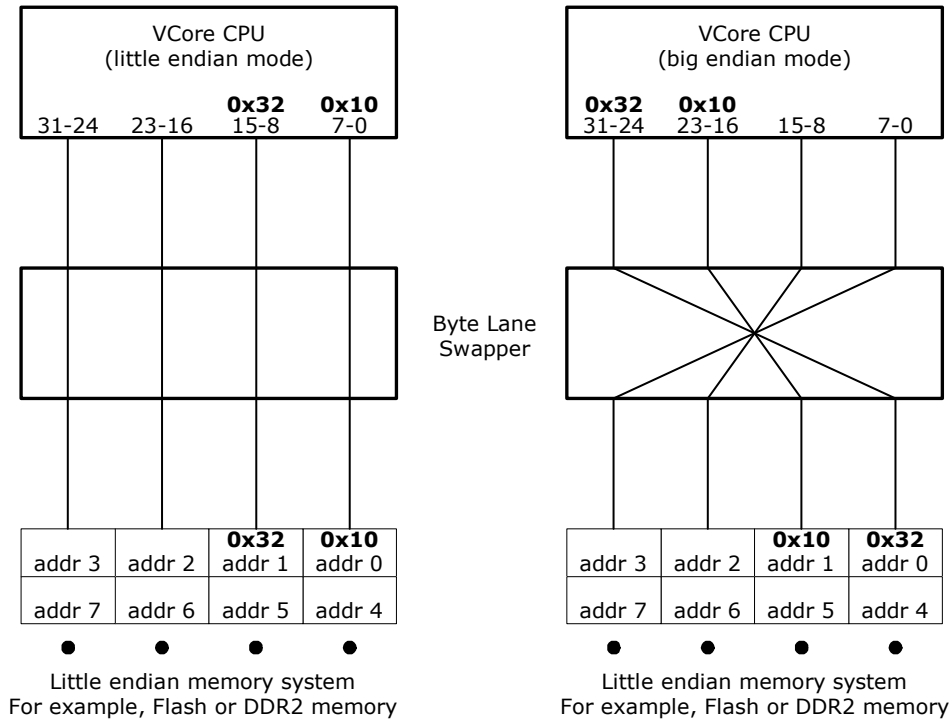 VCore CPU
(little endian mode)
0x32 0x10
31-24 23-16 15-8 7-0
VCore CPU
(big endian mode)
0x32 0x10
31-24 23-16 15-8 7-0
Byte Lane
Swapper
0x32 0x10
addr 3 addr 2 addr 1 addr 0
addr 7 addr 6 addr 5 addr 4
Little endian memory system
For example, Flash or DDR2 memory
0x10 0x32
addr 3 addr 2 addr 1 addr 0
addr 7 addr 6 addr 5 addr 4
Little endian memory system
For example, Flash or DDR2 memory